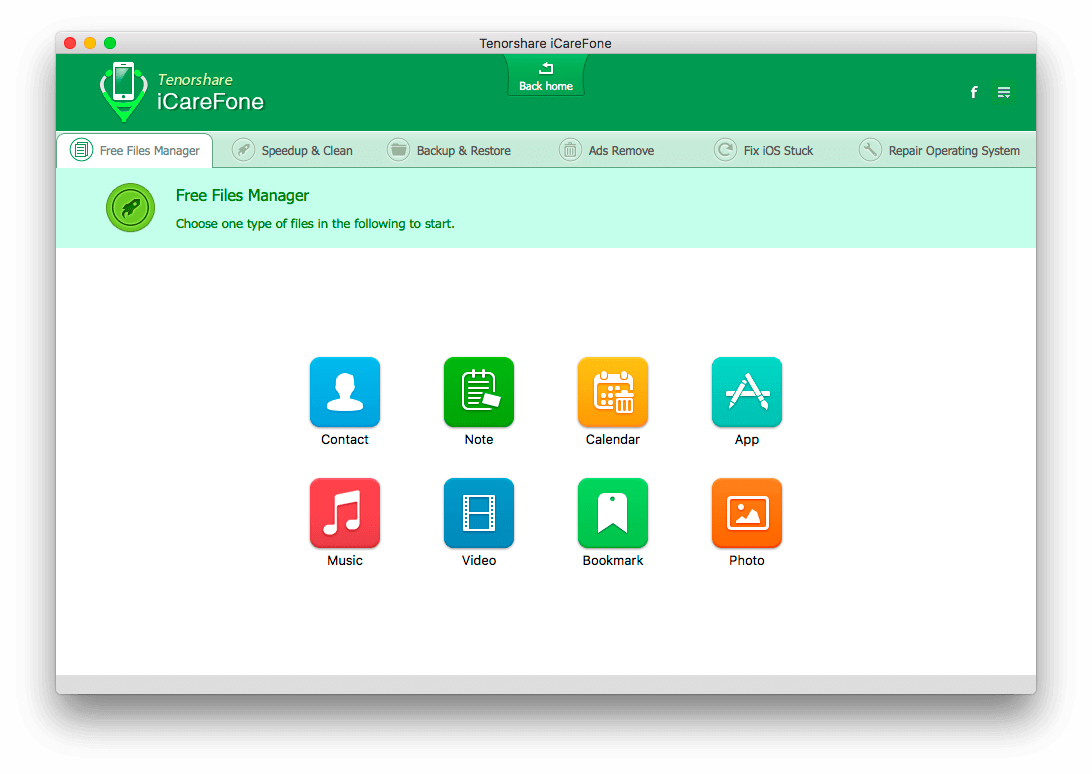 Tenorshare iCareFone
Tenorshare
iCareFone
Back home
f
Free Files Manager
Speedup & Clean
Backup & Restore
Ads Remove
Fix iOS Stuck
Repair Operating System
Free Files Manager
Choose one type of files in the following to start.
Contact
Note
Calendar
App
Music
Video
Bookmark
Photo